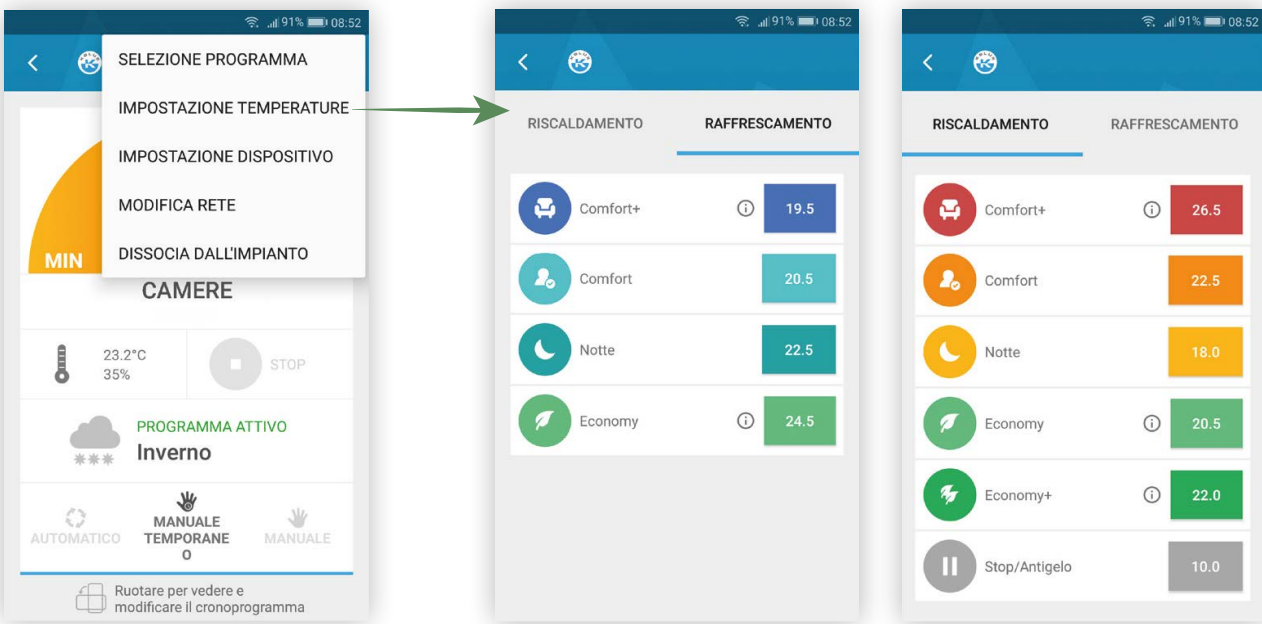 91% 08:52
SELEZIONE PROGRAMMA
IMPOSTAZIONE TEMPERATURE
IMPOSTAZIONE DISPOSITIVO
MODIFICA RETE
DISSOCIA DALL'IMPIANTO
MIN
CAMERE
23.2°C
35%
STOP
PROGRAMMA ATTIVO
Inverno
AUTOMATICO
MANUALE
TEMPORANE
O
MANUALE
Ruotare per vedere e
modificare il cronoprogramma
91% 08:52
RISCALDAMENTO RAFFRESCAMENTO
Comfort+ 19.5
Comfort 20.5
Notte 22.5
Economy 24.5
91% 08:52
RISCALDAMENTO RAFFRESCAMENTO
Comfort+ 26.5
Comfort 22.5
Notte 18.0
Economy 20.5
Economy+ 22.0
Stop/Antigelo 10.0